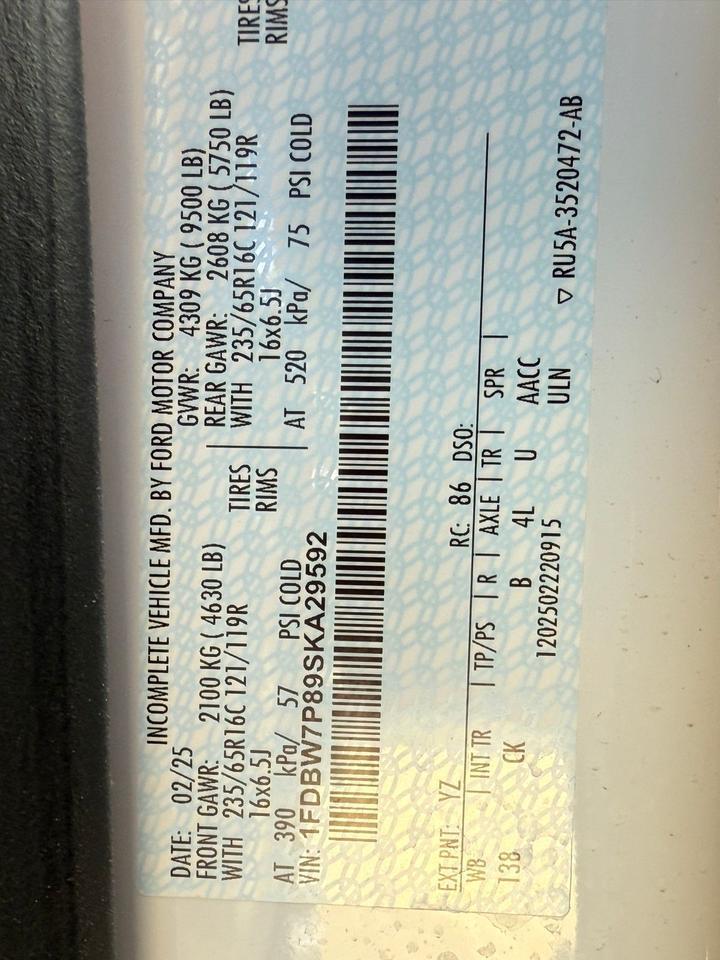 INCOMPLETE VEHICLE MFD. BY FORD MOTOR COMPANY
DATE: 02/25 GVWR: 4309 KG ( 9500 LB)
FRONT GAWR: 2100 KG ( 4630 LB) REAR GAWR: 2608 KG ( 5750 LB)
WITH 235/65R16C 121/119R TIRES WITH 235/65R16C 121/119R TIRES
16x6.5J RIMS 16x6.5J RIMS
AT 390 kPa/ 57 PSI COLD AT 520 kPa/ 75 PSI COLD
VIN: 1FDBW7P89SKA29592
EXT PNT: YZ RC: 86 DSO:
WB | INT TR | TP/PS | R | AXLE | TR | SPR |
138 CK B 4L U AACC
1202502220915 ULN
▽ RU5A-3520472-AB